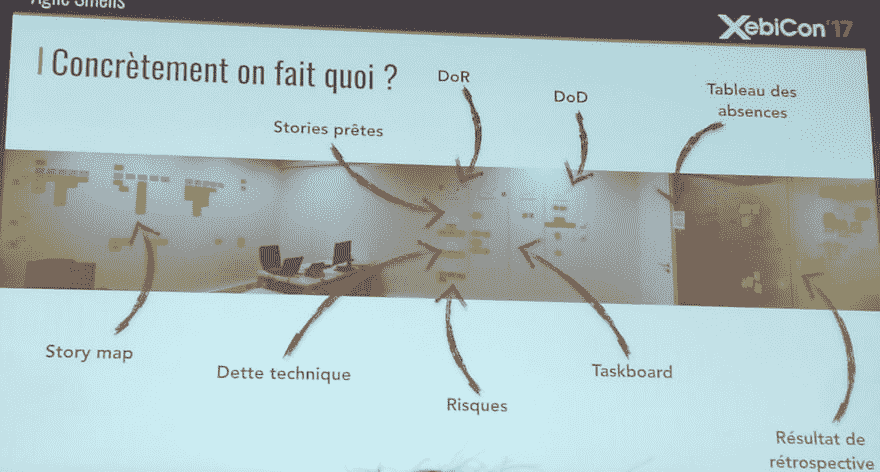 Agile Smells
XebiCon'17
Concrètement on fait quoi ?
DoR
DoD
Tableau des
absences
Stories prêtes
Story map
Dette technique
Risques
Taskboard
Résultat de
rétrospective